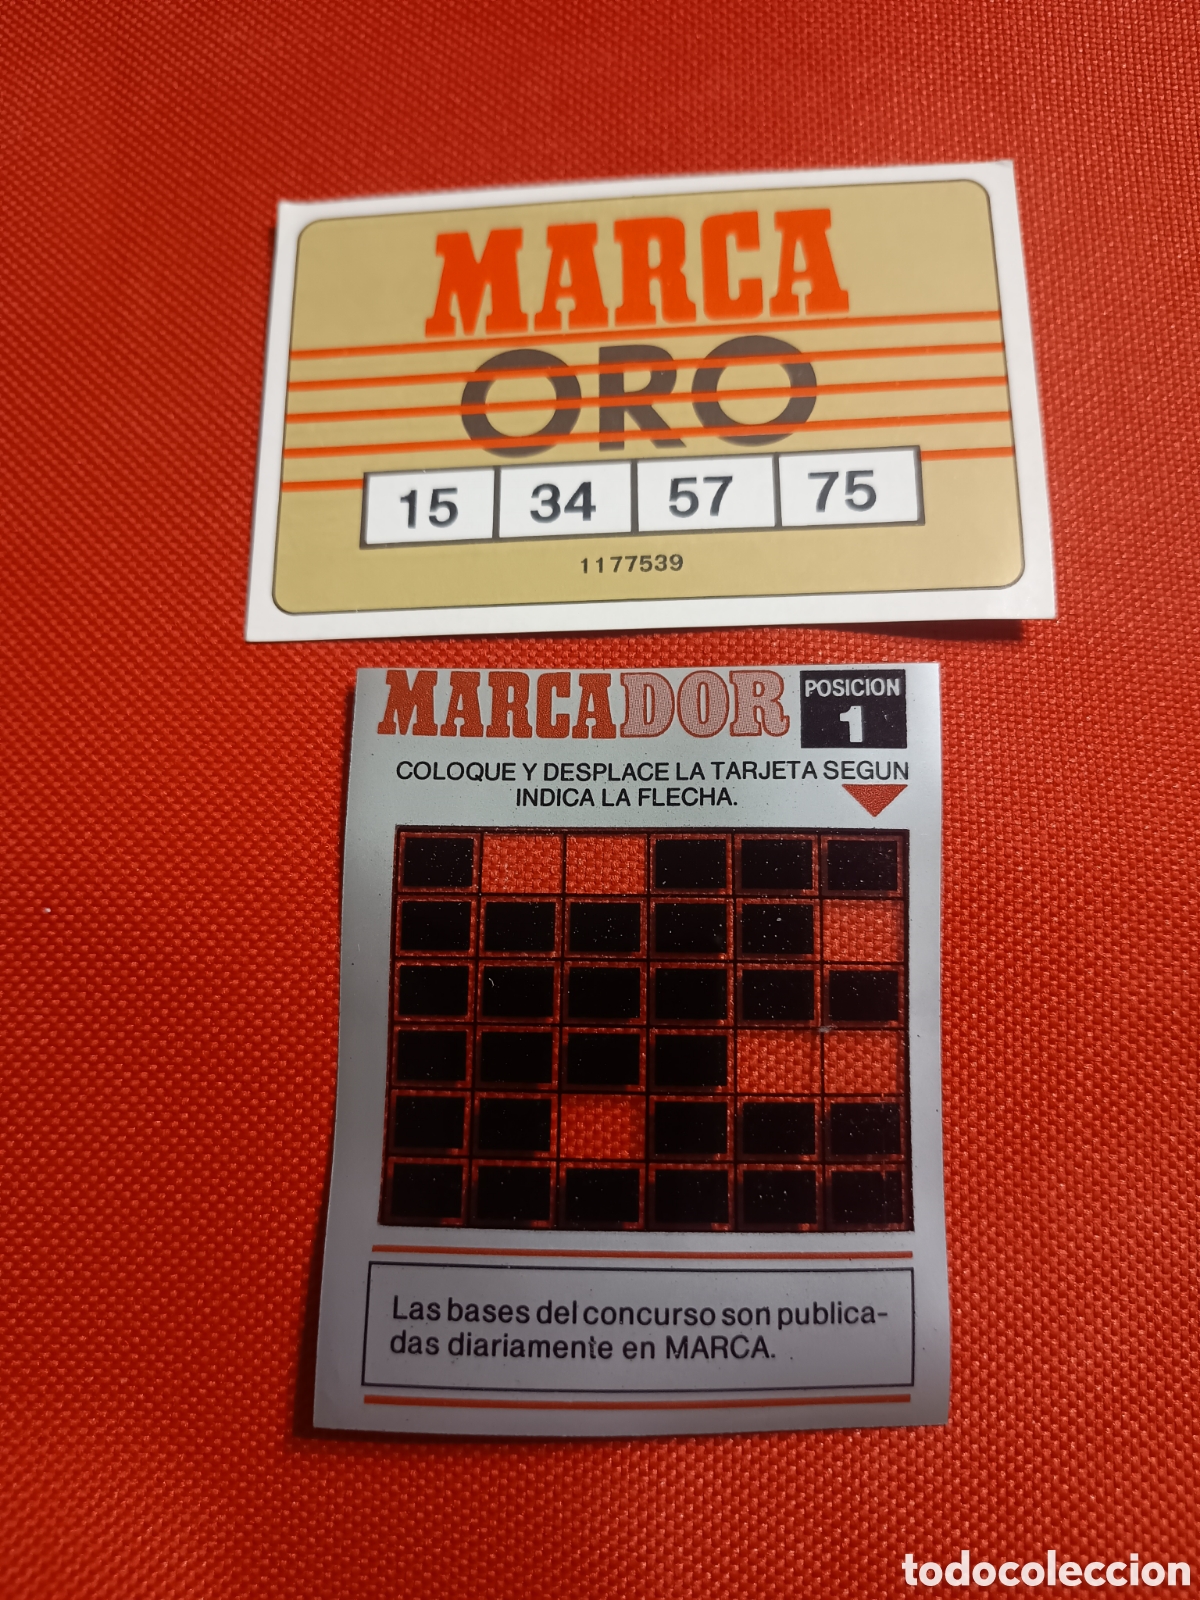 MARCA
ORO
15 34 57 75
1177539
MARCADOR
POSICION
1
COLOQUE Y DESPLACE LA TARJETA SEGUN
INDICA LA FLECHA.
Las bases del concurso son publica-
das diariamente en MARCA.
todocoleccion